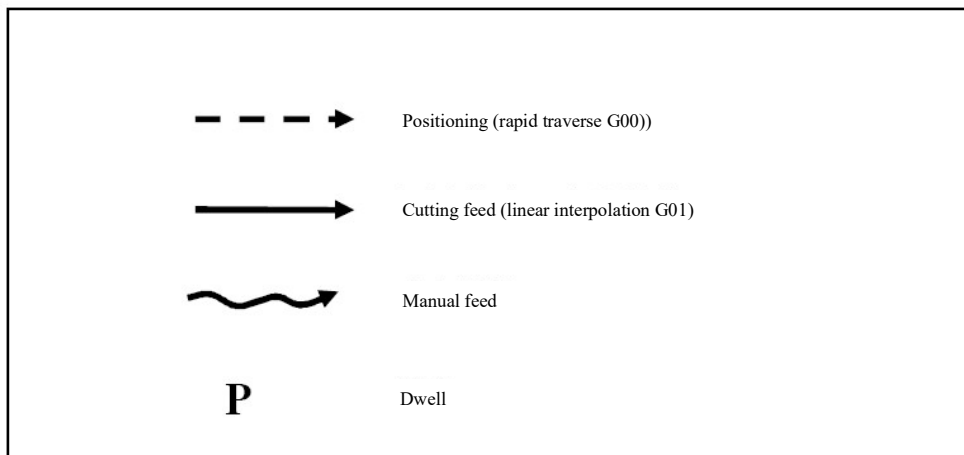 Positioning (rapid traverse G00))
Cutting feed (linear interpolation G01)
Manual feed
P
Dwell